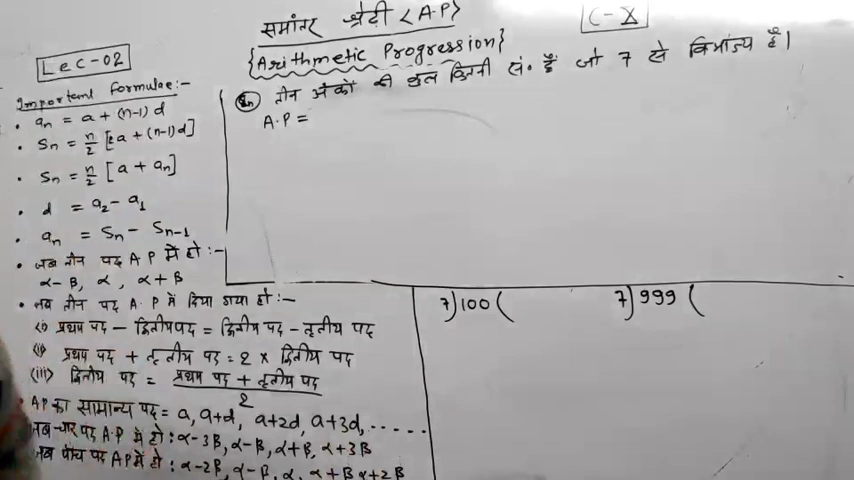 समांतर श्रेढ़ी <A.P>
C-X
{Arithmetic Progression}
Lec-02
Important Formulae:-
• an = a + (n-1) d
• Sn = n/2 [2a + (n-1)d]
• Sn = n/2 [a + an]
• d = a2 - a1
• an = Sn - Sn-1
• जब तीन पद A P में हो :-
α-β, α, α+β
• जब तीन पद A.P में दिया गया हो :-
(i) प्रथम पद - द्वितीय पद = द्वितीय पद - तृतीय पद
(ii) प्रथम पद + तृतीय पद = 2 × द्वितीय पद
(iii) द्वितीय पद = प्रथम पद + तृतीय पद / 2
• AP का सामान्य पद = a, a+d, a+2d, a+3d, .....
जब चार पद A.P में हो : α-3β, α-β, α+β, α+3β
जब पांच पद AP में हो : α-2β, α-β, α, α+β α+2β
तीन अंकों की कुल कितनी सं. हैं जो 7 से विभाज्य है।
A.P =
7)100(
7)999(